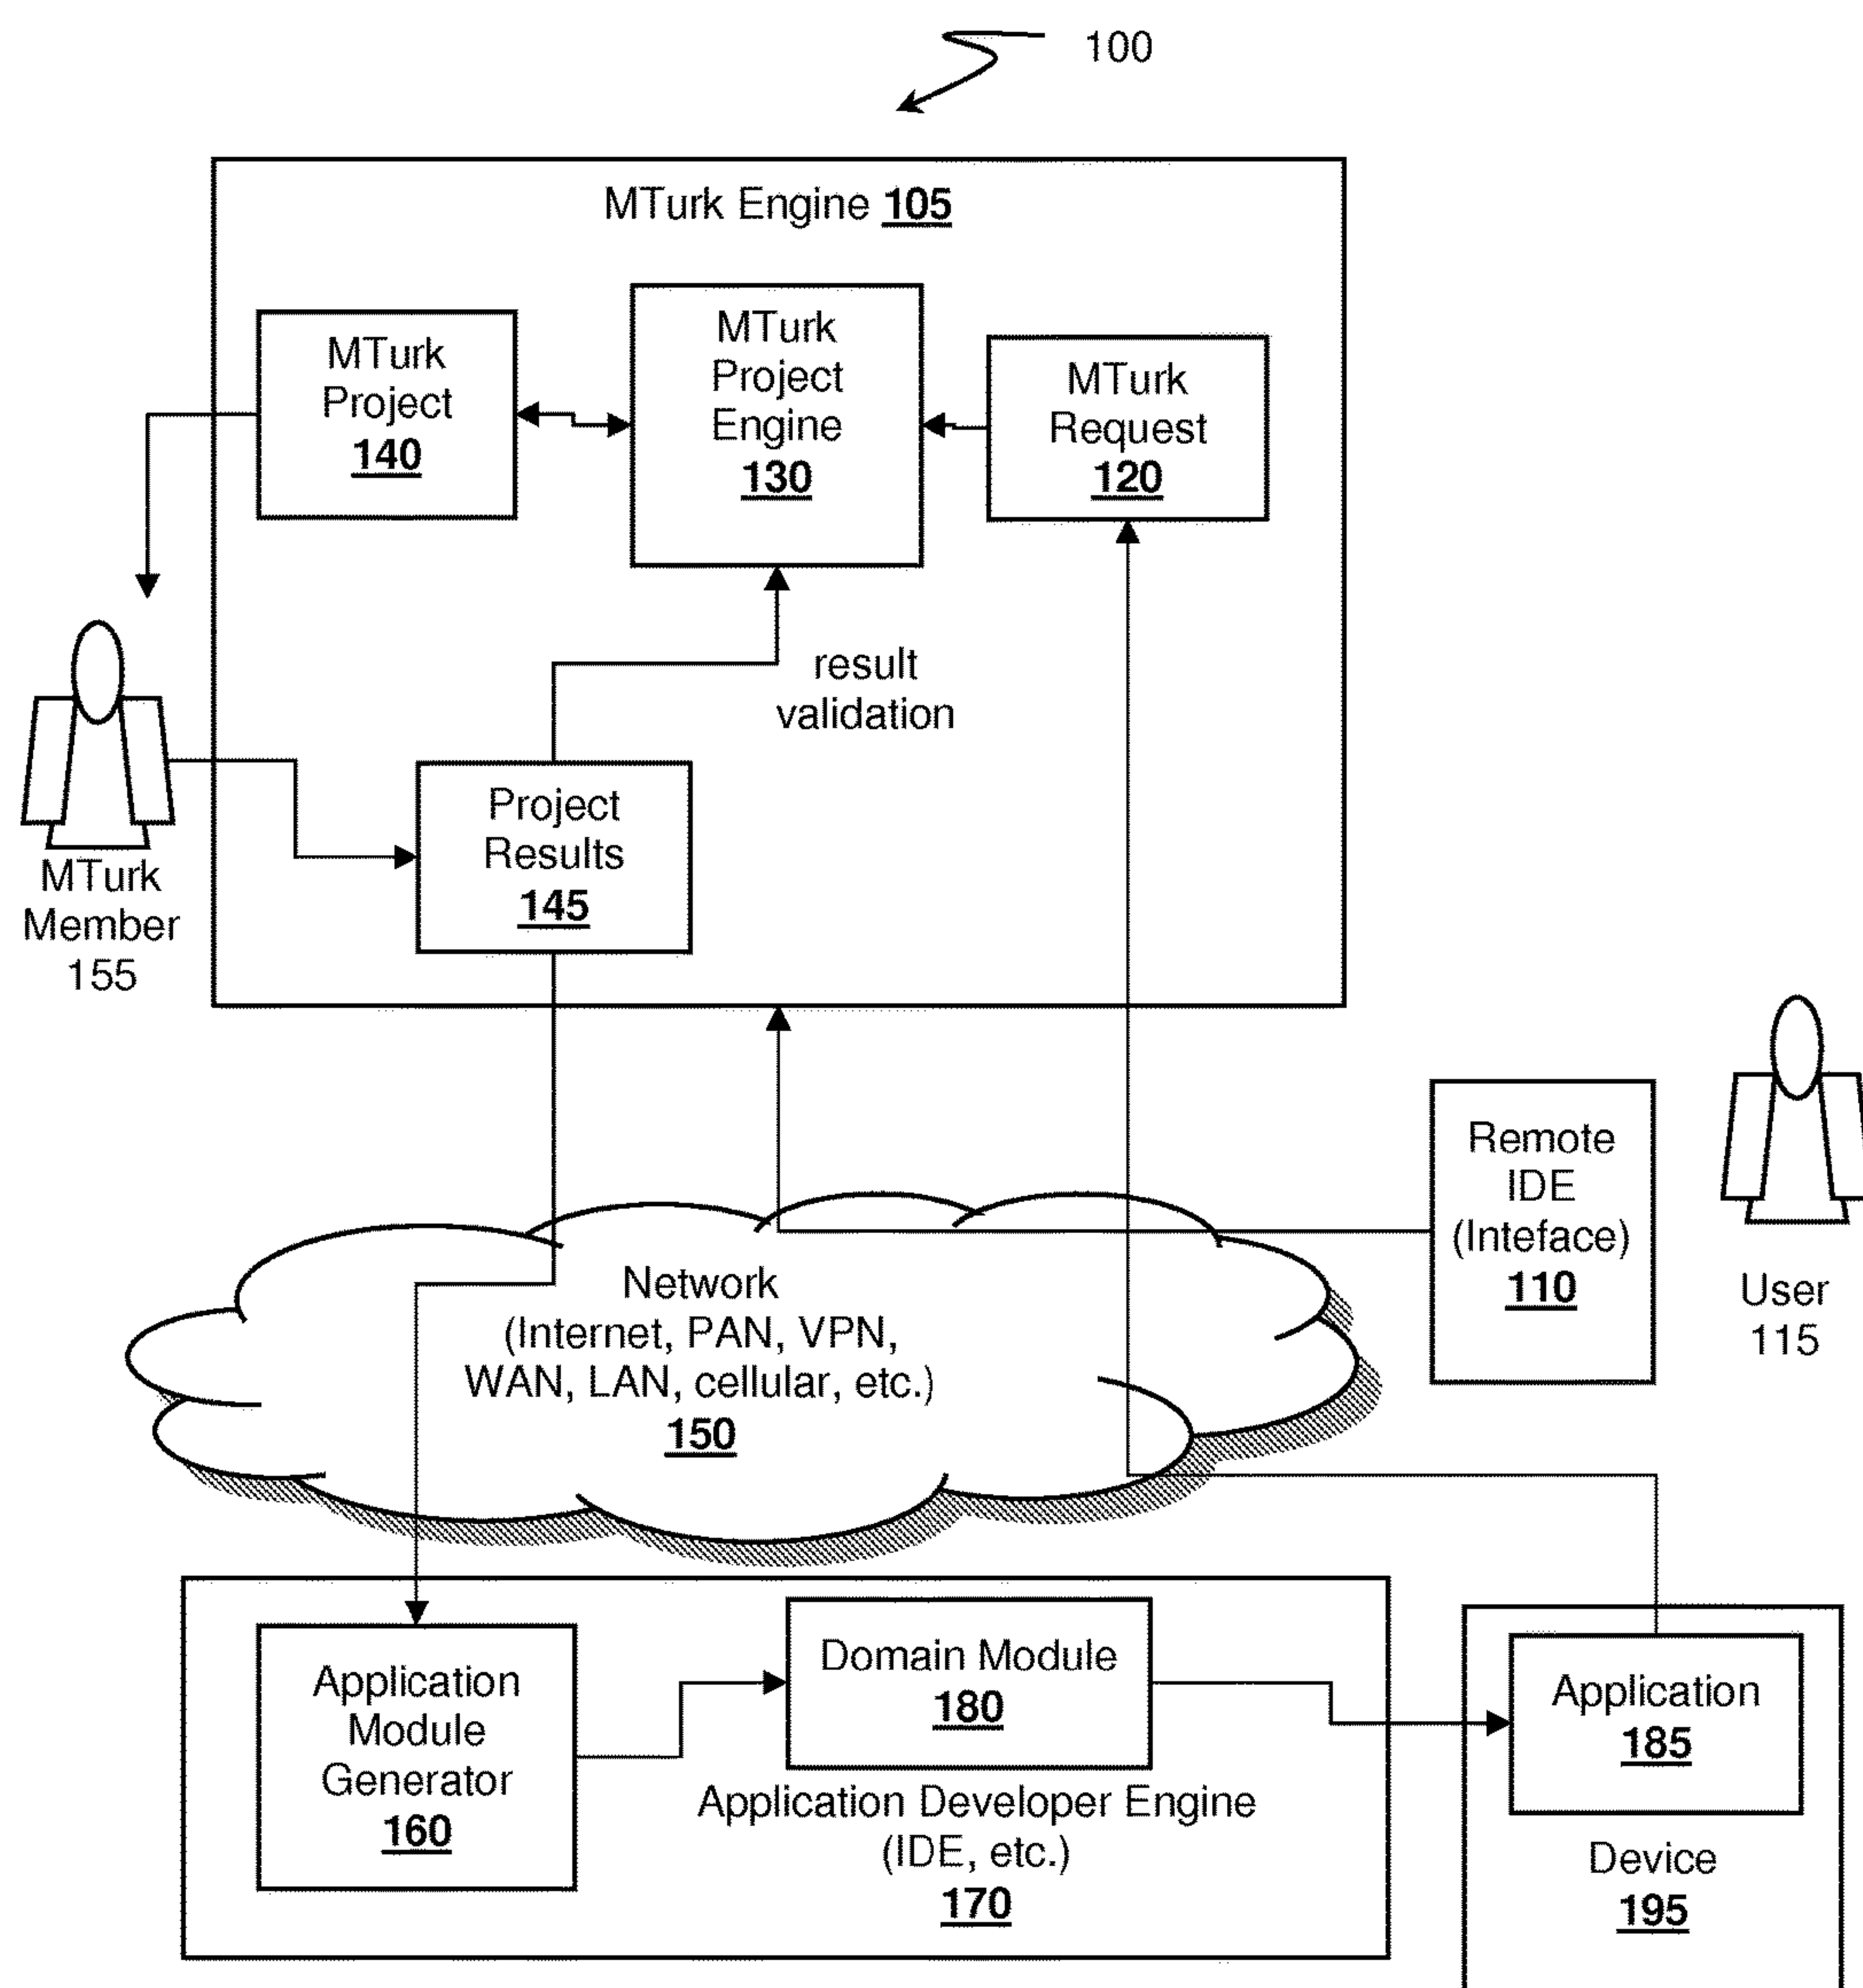 100
MTurk Engine 105
MTurk
Project
140
MTurk
Project
Engine
130
MTurk
Request
120
result
validation
Project
Results
145
MTurk
Member
155
Remote
IDE
(Inteface)
110
User
115
Network
(Internet, PAN, VPN,
WAN, LAN, cellular, etc.)
150
Application
Module
Generator
160
Domain Module
180
Application Developer Engine
(IDE, etc.)
170
Application
185
Device
195